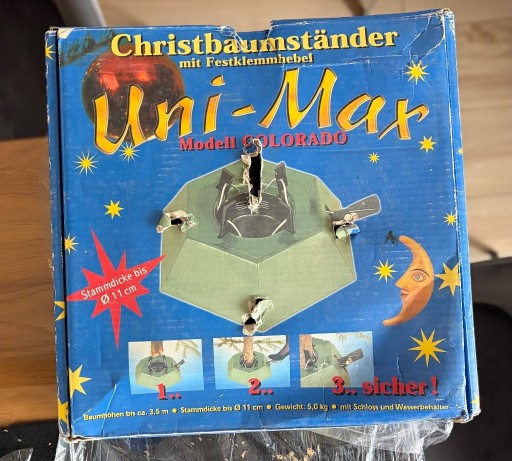 Christbaumständer
mit Festklemmhebel
Uni-Max
Modell COLORADO
Stammdicke bis
Ø 11 cm
1..
2..
3.. sicher!
Baumhöhen bis ca. 3,5 m • Stammdicke bis Ø 11 cm • Gewicht: 5,0 kg • mit Schloss und Wasserbehälter